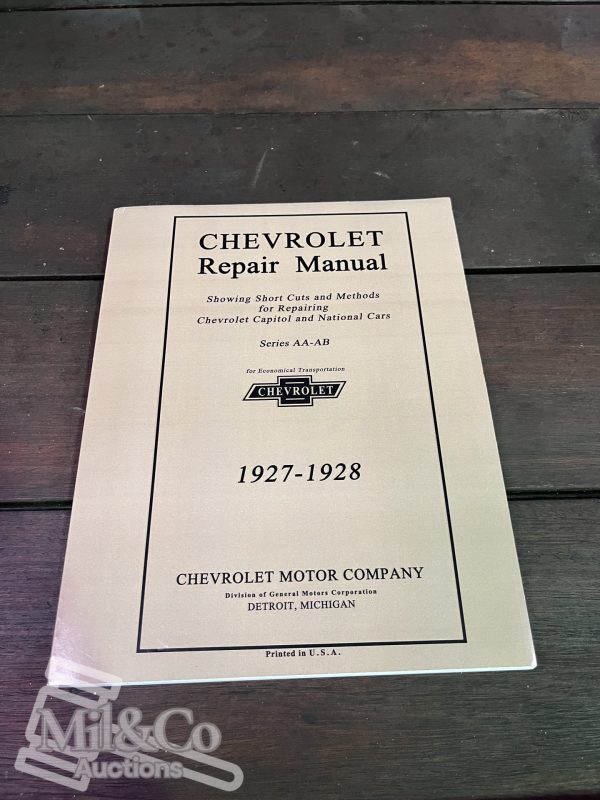 CHEVROLET
Repair Manual
Showing Short Cuts and Methods
for Repairing
Chevrolet Capitol and National Cars
Series AA-AB
for Economical Transportation
CHEVROLET
1927-1928
CHEVROLET MOTOR COMPANY
Division of General Motors Corporation
DETROIT, MICHIGAN
Printed in U.S.A.
Mil&Co
Auctions